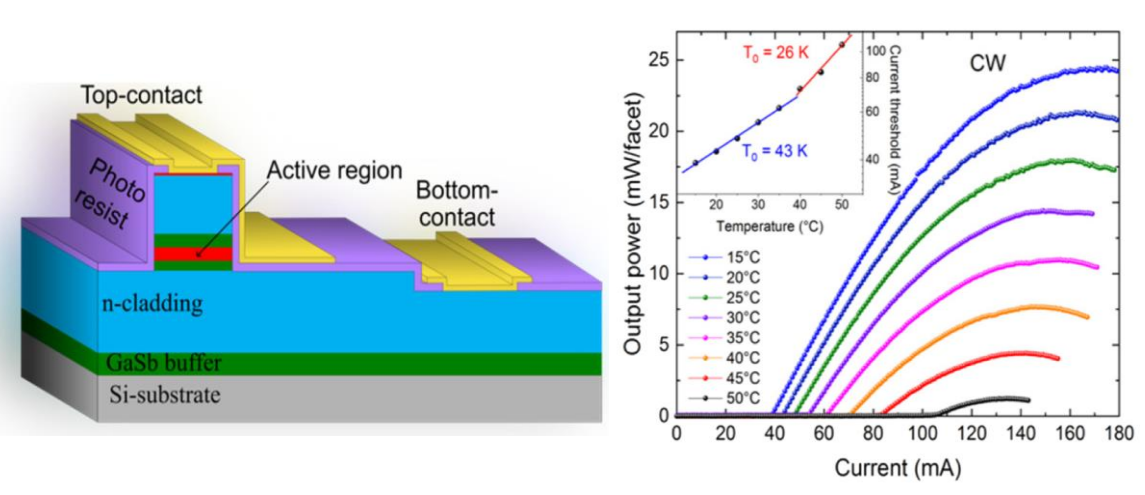 Top-contact
Photo
resist
Active region
Bottom-
contact
n-cladding
GaSb buffer
Si-substrate
Output power (mW/facet)
25
20
15
10
5
0
0 20 40 60 80 100 120 140 160 180
Current (mA)
CW
T₀ = 26 K
T₀ = 43 K
100
80
60
40
Current threshold (mA)
20 30 40 50
Temperature (°C)
15°C
20°C
25°C
30°C
35°C
40°C
45°C
50°C